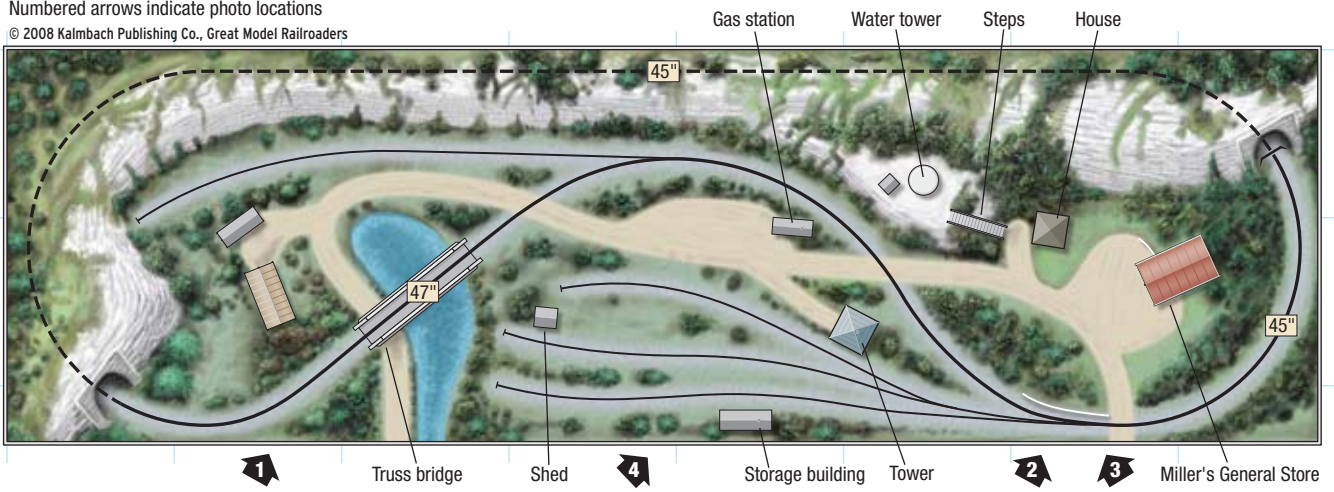 Numbered arrows indicate photo locations
© 2008 Kalmbach Publishing Co., Great Model Railroaders
Gas station
Water tower
Steps
House
45"
47"
45"
1
Truss bridge
Shed
4
Storage building
Tower
2
3
Miller's General Store